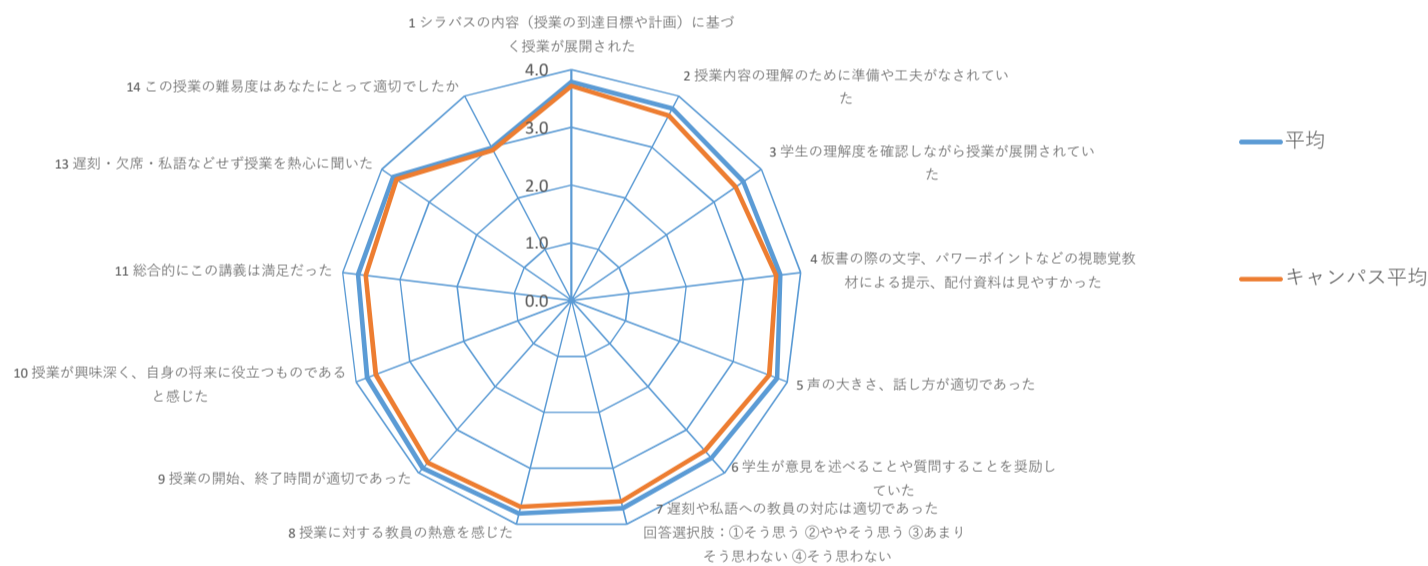 1 シラバスの内容（授業の到達目標や計画）に基づ
く授業が展開された
2 授業内容の理解のために準備や工夫がなされてい
た
3 学生の理解度を確認しながら授業が展開されてい
た
4 板書の際の文字、パワーポイントなどの視聴覚教
材による提示、配付資料は見やすかった
5 声の大きさ、話し方が適切であった
6 学生が意見を述べることや質問することを奨励し
ていた
7 遅刻や私語への教員の対応は適切であった
回答選択肢：①そう思う ②ややそう思う ③あまり
そう思わない ④そう思わない
8 授業に対する教員の熱意を感じた
9 授業の開始、終了時間が適切であった
10 授業が興味深く、自身の将来に役立つものである
と感じた
11 総合的にこの講義は満足だった
13 遅刻・欠席・私語などせず授業を熱心に聞いた
14 この授業の難易度はあなたにとって適切でしたか
4.0
3.0
2.0
1.0
0.0
平均
キャンパス平均